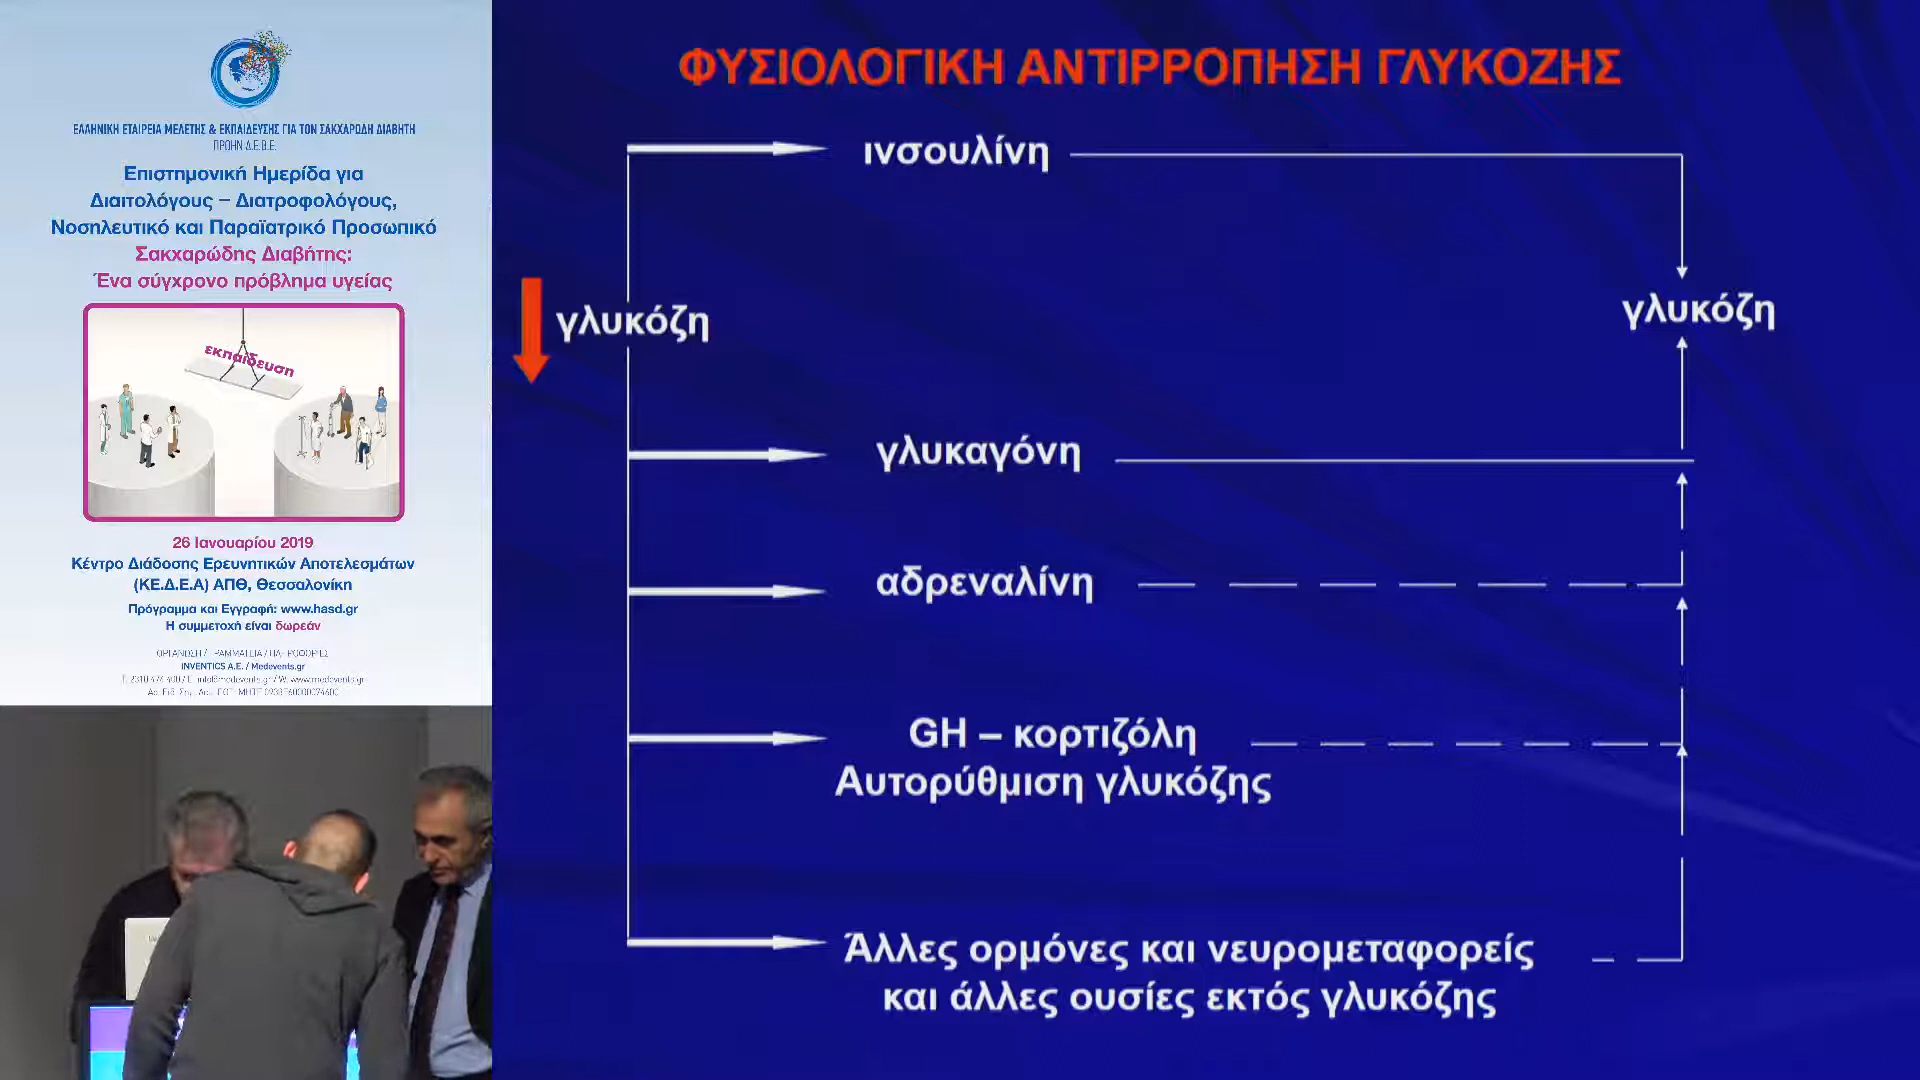 ΕΛΛΗΝΙΚΗ ΕΤΑΙΡΕΙΑ ΜΕΛΕΤΗΣ & ΕΚΠΑΙΔΕΥΣΗΣ ΓΙΑ ΤΟΝ ΣΑΚΧΑΡΩΔΗ ΔΙΑΒΗΤΗ
ΠΡΩΗΝ Δ.Ε.Β.Ε.
Επιστημονική Ημερίδα για
Διαιτολόγους – Διατροφολόγους,
Νοσηλευτικό και Παραϊατρικό Προσωπικό
Σακχαρώδης Διαβήτης:
Ένα σύγχρονο πρόβλημα υγείας
εκπαίδευση
26 Ιανουαρίου 2019
Κέντρο Διάδοσης Ερευνητικών Αποτελεσμάτων
(ΚΕ.Δ.Ε.Α) ΑΠΘ, Θεσσαλονίκη
Πρόγραμμα και Εγγραφή: www.hasd.gr
Η συμμετοχή είναι δωρεάν
INVENTICS A.E. / Medevents.gr
ΦΥΣΙΟΛΟΓΙΚΗ ΑΝΤΙΡΡΟΠΗΣΗ ΓΛΥΚΟΖΗΣ
ινσουλίνη
γλυκόζη
γλυκόζη
γλυκαγόνη
αδρεναλίνη
GH – κορτιζόλη
Αυτορύθμιση γλυκόζης
Άλλες ορμόνες και νευρομεταφορείς
και άλλες ουσίες εκτός γλυκόζης